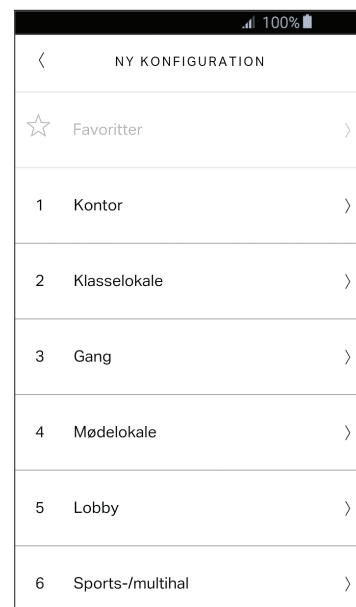 100%
NY KONFIGURATION
Favoritter
1 Kontor
2 Klasselokale
3 Gang
4 Mødelokale
5 Lobby
6 Sports-/multihal